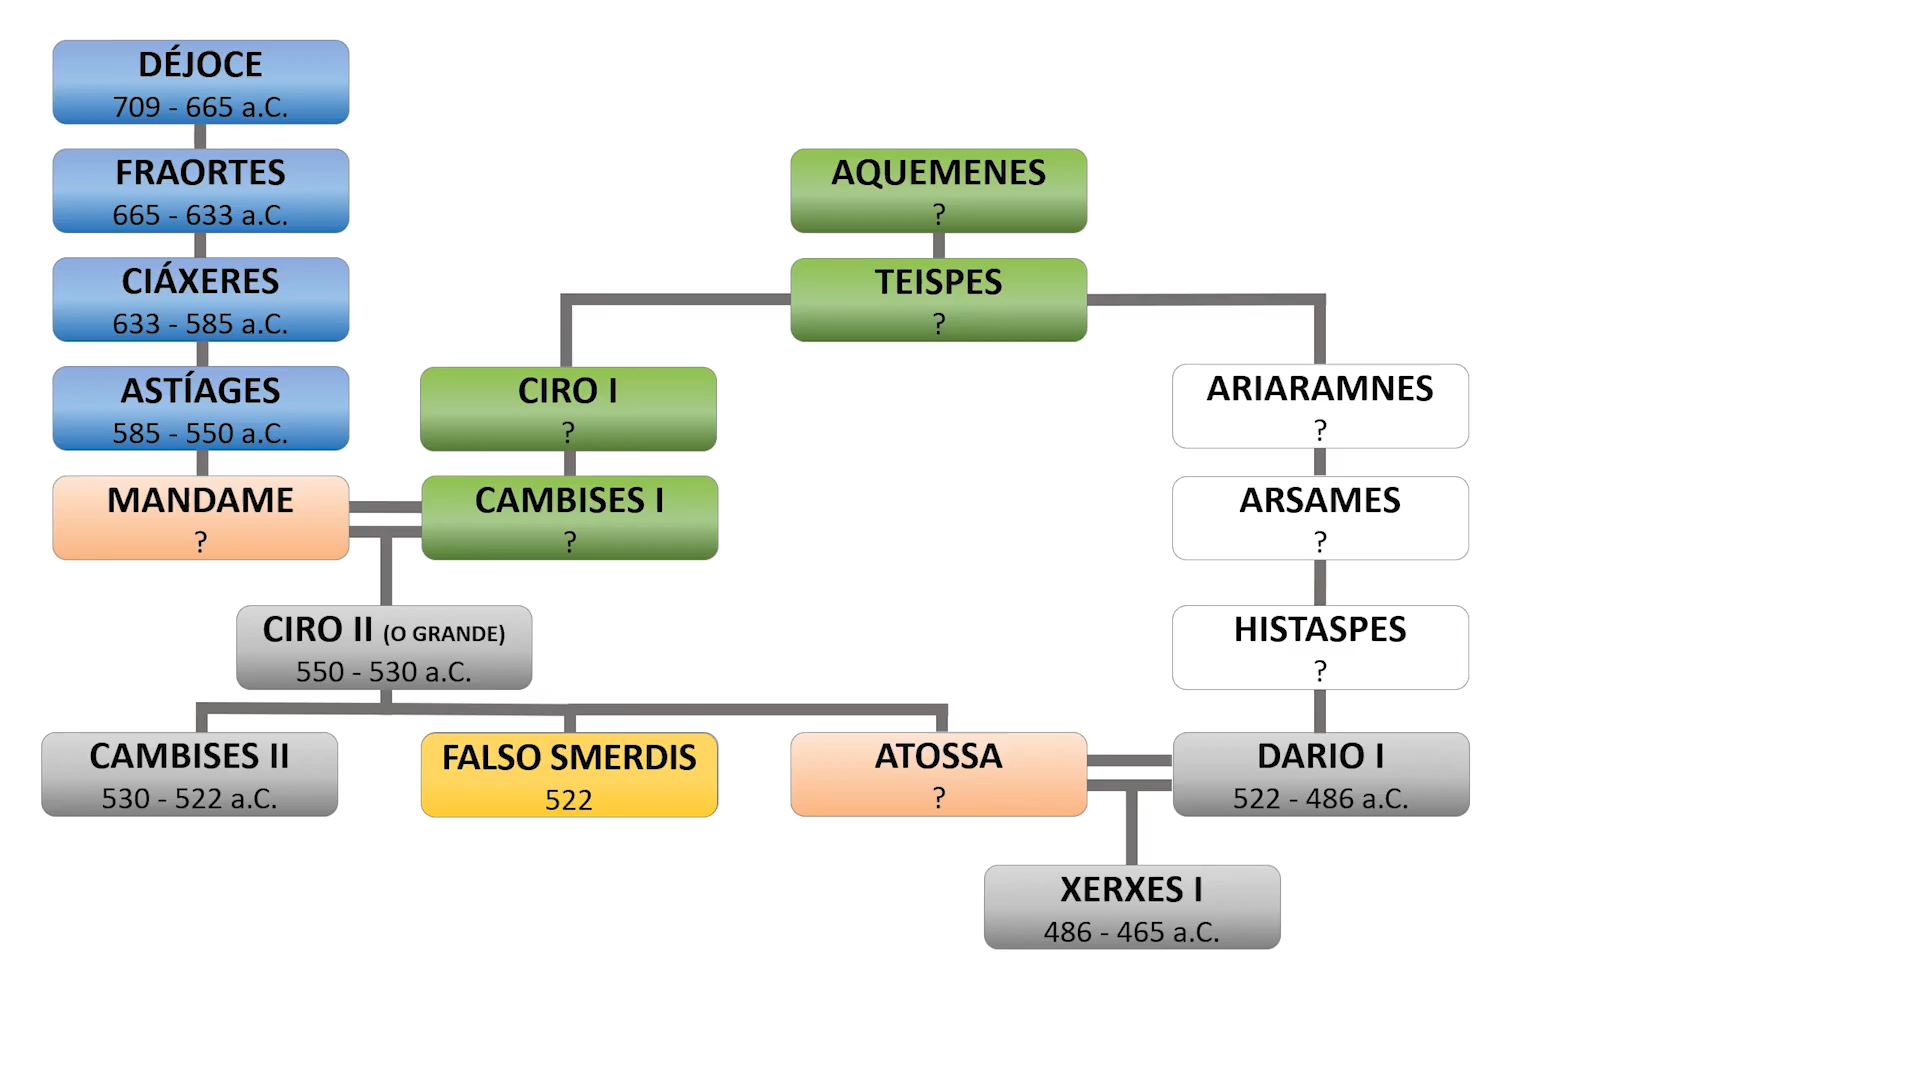 DÉJOCE
709 - 665 a.C.
FRAORTES
665 - 633 a.C.
AQUEMENES
?
CIÁXERES
633 - 585 a.C.
TEISPES
?
ASTÍAGES
585 - 550 a.C.
CIRO I
?
ARIARAMNES
?
MANDAME
?
CAMBISES I
?
ARSAMES
?
CIRO II (O GRANDE)
550 - 530 a.C.
HISTASPES
?
CAMBISES II
530 - 522 a.C.
FALSO SMERDIS
522
ATOSSA
?
DARIO I
522 - 486 a.C.
XERXES I
486 - 465 a.C.